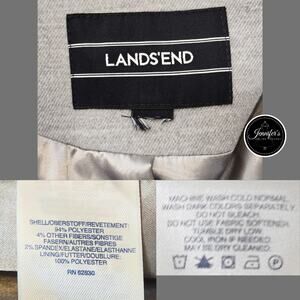 LANDS'END
Jennifer's
SHELL/OBERSTOFF/REVETEMENT
94% POLYESTER
4% OTHER FIBERS/SONSTIGE
FASERN/AUTRES FIBRES
2% SPANDEX/ELASTAN/ELASTHANNE
LINING/FUTTER/DOUBLURE:
100% POLYESTER
RN 62830
MACHINE WASH COLD NORMAL
WASH DARK COLORS SEPARATELY
DO NOT BLEACH.
DO NOT USE FABRIC SOFTENER.
TUMBLE DRY LOW
COOL IRON IF NEEDED.
MAY BE DRY CLEANED.